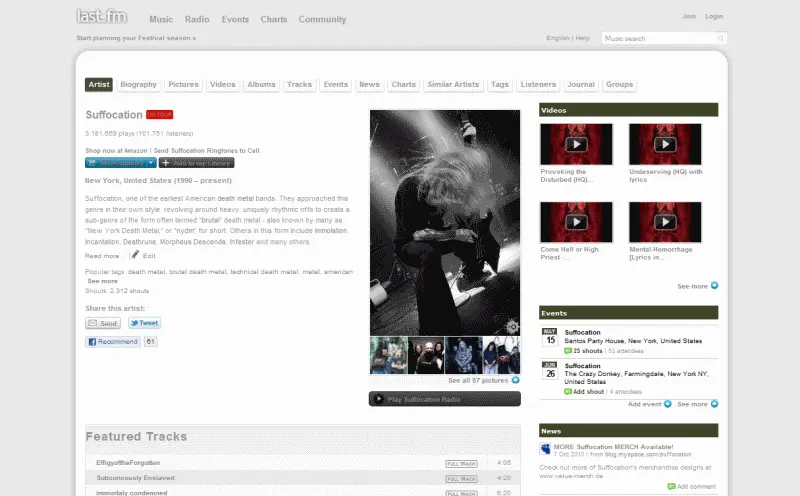 last.fm
Music Radio Events Charts Community
Join Login
Start planning your Festival season »
English | Help Music search
Artist Biography Pictures Videos Albums Tracks Events News Charts Similar Artists Tags Listeners Journal Groups
Suffocation On Tour
3,181,669 plays (101,751 listeners)
Shop now at Amazon | Send Suffocation Ringtones to Cell
Add to my Library
New York, United States (1990 – present)
Suffocation, one of the earliest American death metal bands. They approached this
genre in their own style: revolving around heavy, uniquely rhythmic riffs to create a
sub-genre of the form often termed "brutal" death metal - also known by many as
"New York Death Metal," or "nydm" for short. Others in this form include Immolation,
Incantation, Deathrune, Morpheus Descends, Infester and many others.
Read more… | Edit
Popular tags: death metal, brutal death metal, technical death metal, metal, american
See more
Shouts: 2,312 shouts
Share this artist:
Send Tweet
Recommend 61
See all 57 pictures
Play Suffocation Radio
Featured Tracks
EffigyoftheForgotten FULL TRACK 4:06
Subconcously Enslaved FULL TRACK 4:25
immortaly condemned FULL TRACK 6:20
Videos
Provoking the
Disturbed (HQ)...
Undeserving (HQ) with
lyrics
Come Hell or High
Priest -...
Mental Hemorrhage
[Lyrics in...
See more
Events
MAY
15
Suffocation
Santos Party House, New York, United States
25 shouts | 53 attendees
JUN
26
Suffocation
The Crazy Donkey, Farmingdale, New York NY,
United States
Add shout | 4 attendees
Add event See more
News
MORE Suffocation MERCH Available!
7 Oct 2010 | from blog.myspace.com/suffocation
Check out more of Suffocation's merchandise designs at
www.value-merch.de
Add comment